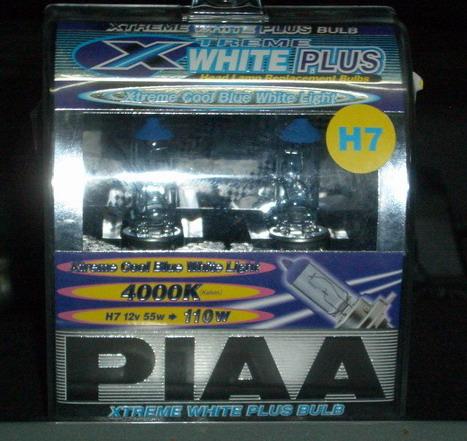 XTREME WHITE PLUS BULB
XTREME
WHITE PLUS
Head Lamp Replacement Bulbs
Xtreme Cool Blue White Light
H7
Xtreme Cool Blue White Light
4000K (Kelvin)
H7 12v 55w ➔ 110w
PIAA
XTREME WHITE PLUS BULB